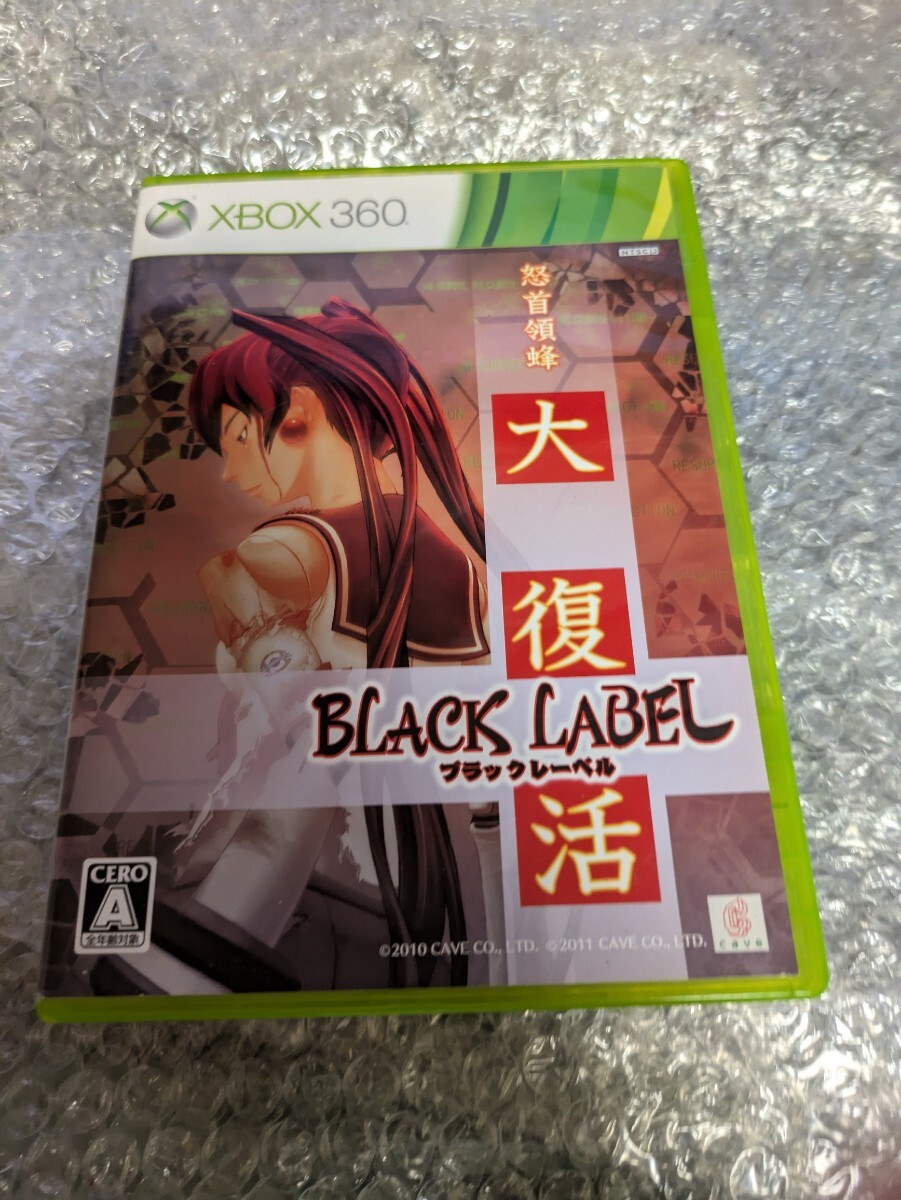 XBOX 360
NTSC J
怒首領蜂
大
復
BLACK LABEL
ブラックレーベル
活
CERO
A
全年齢対象
©2010 CAVE CO., LTD. ©2011 CAVE CO., LTD.
cave